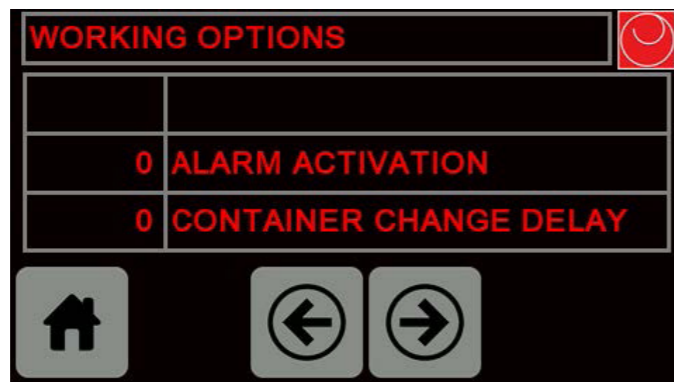 WORKING OPTIONS
0 ALARM ACTIVATION
0 CONTAINER CHANGE DELAY